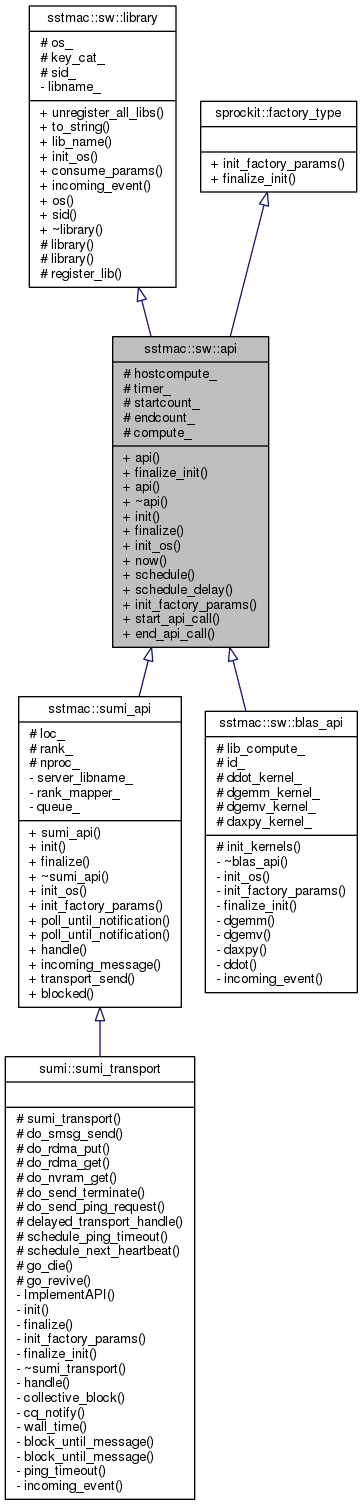 sstmac::sw::library
# os_
# key_cat_
# sid_
- libname_
+ unregister_all_libs()
+ to_string()
+ lib_name()
+ init_os()
+ consume_params()
+ incoming_event()
+ os()
+ sid()
+ ~library()
# library()
# library()
# register_lib()
sprockit::factory_type
+ init_factory_params()
+ finalize_init()
sstmac::sw::api
# hostcompute_
# timer_
# startcount_
# endcount_
# compute_
+ api()
+ finalize_init()
+ api()
+ ~api()
+ init()
+ finalize()
+ init_os()
+ now()
+ schedule()
+ schedule_delay()
+ init_factory_params()
+ start_api_call()
+ end_api_call()
sstmac::sumi_api
# loc_
# rank_
# nproc_
- server_libname_
- rank_mapper_
- queue_
+ sumi_api()
+ init()
+ finalize()
+ ~sumi_api()
+ init_os()
+ init_factory_params()
+ poll_until_notification()
+ poll_until_notification()
+ handle()
+ incoming_message()
+ transport_send()
+ blocked()
sstmac::sw::blas_api
# lib_compute_
# id_
# ddot_kernel_
# dgemm_kernel_
# dgemv_kernel_
# daxpy_kernel_
# init_kernels()
- ~blas_api()
- init_os()
- init_factory_params()
- finalize_init()
- dgemm()
- dgemv()
- daxpy()
- ddot()
- incoming_event()
sumi::sumi_transport
# sumi_transport()
# do_smsg_send()
# do_rdma_put()
# do_rdma_get()
# do_nvram_get()
# do_send_terminate()
# do_send_ping_request()
# delayed_transport_handle()
# schedule_ping_timeout()
# schedule_next_heartbeat()
# go_die()
# go_revive()
- ImplementAPI()
- init()
- finalize()
- init_factory_params()
- finalize_init()
- ~sumi_transport()
- handle()
- collective_block()
- cq_notify()
- wall_time()
- block_until_message()
- block_until_message()
- ping_timeout()
- incoming_event()